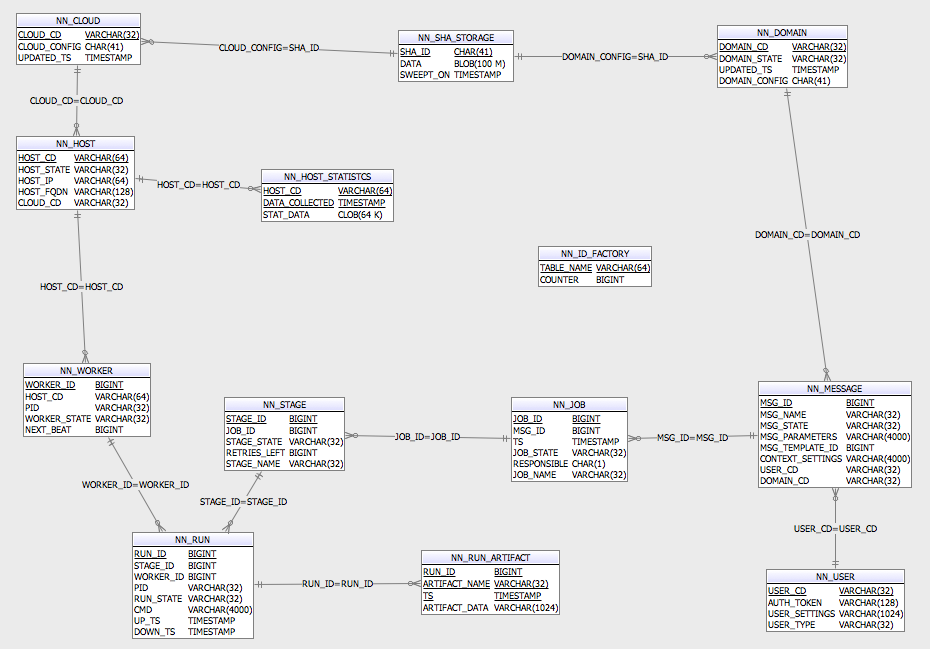 NN_CLOUD
CLOUD_CD VARCHAR(32)
CLOUD_CONFIG CHAR(41)
UPDATED_TS TIMESTAMP
CLOUD_CONFIG=SHA_ID
NN_SHA_STORAGE
SHA_ID CHAR(41)
DATA BLOB(100 M)
SWEEPT_ON TIMESTAMP
DOMAIN_CONFIG=SHA_ID
NN_DOMAIN
DOMAIN_CD VARCHAR(32)
DOMAIN_STATE VARCHAR(32)
UPDATED_TS TIMESTAMP
DOMAIN_CONFIG CHAR(41)
CLOUD_CD=CLOUD_CD
NN_HOST
HOST_CD VARCHAR(64)
HOST_STATE VARCHAR(32)
HOST_IP VARCHAR(64)
HOST_FQDN VARCHAR(128)
CLOUD_CD VARCHAR(32)
HOST_CD=HOST_CD
NN_HOST_STATISTCS
HOST_CD VARCHAR(64)
DATA_COLLECTED TIMESTAMP
STAT_DATA CLOB(64 K)
DOMAIN_CD=DOMAIN_CD
NN_ID_FACTORY
TABLE_NAME VARCHAR(64)
COUNTER BIGINT
HOST_CD=HOST_CD
NN_WORKER
WORKER_ID BIGINT
HOST_CD VARCHAR(64)
PID VARCHAR(32)
WORKER_STATE VARCHAR(32)
NEXT_BEAT BIGINT
NN_STAGE
STAGE_ID BIGINT
JOB_ID BIGINT
STAGE_STATE VARCHAR(32)
RETRIES_LEFT BIGINT
STAGE_NAME VARCHAR(32)
JOB_ID=JOB_ID
NN_JOB
JOB_ID BIGINT
MSG_ID BIGINT
TS TIMESTAMP
JOB_STATE VARCHAR(32)
RESPONSIBLE CHAR(1)
JOB_NAME VARCHAR(32)
MSG_ID=MSG_ID
NN_MESSAGE
MSG_ID BIGINT
MSG_NAME VARCHAR(32)
MSG_STATE VARCHAR(32)
MSG_PARAMETERS VARCHAR(4000)
MSG_TEMPLATE_ID BIGINT
CONTEXT_SETTINGS VARCHAR(4000)
USER_CD VARCHAR(32)
DOMAIN_CD VARCHAR(32)
WORKER_ID=WORKER_ID
STAGE_ID=STAGE_ID
USER_CD=USER_CD
NN_RUN
RUN_ID BIGINT
STAGE_ID BIGINT
WORKER_ID BIGINT
PID VARCHAR(32)
RUN_STATE VARCHAR(32)
CMD VARCHAR(4000)
UP_TS TIMESTAMP
DOWN_TS TIMESTAMP
RUN_ID=RUN_ID
NN_RUN_ARTIFACT
RUN_ID BIGINT
ARTIFACT_NAME VARCHAR(32)
TS TIMESTAMP
ARTIFACT_DATA VARCHAR(1024)
NN_USER
USER_CD VARCHAR(32)
AUTH_TOKEN VARCHAR(128)
USER_SETTINGS VARCHAR(1024)
USER_TYPE VARCHAR(32)